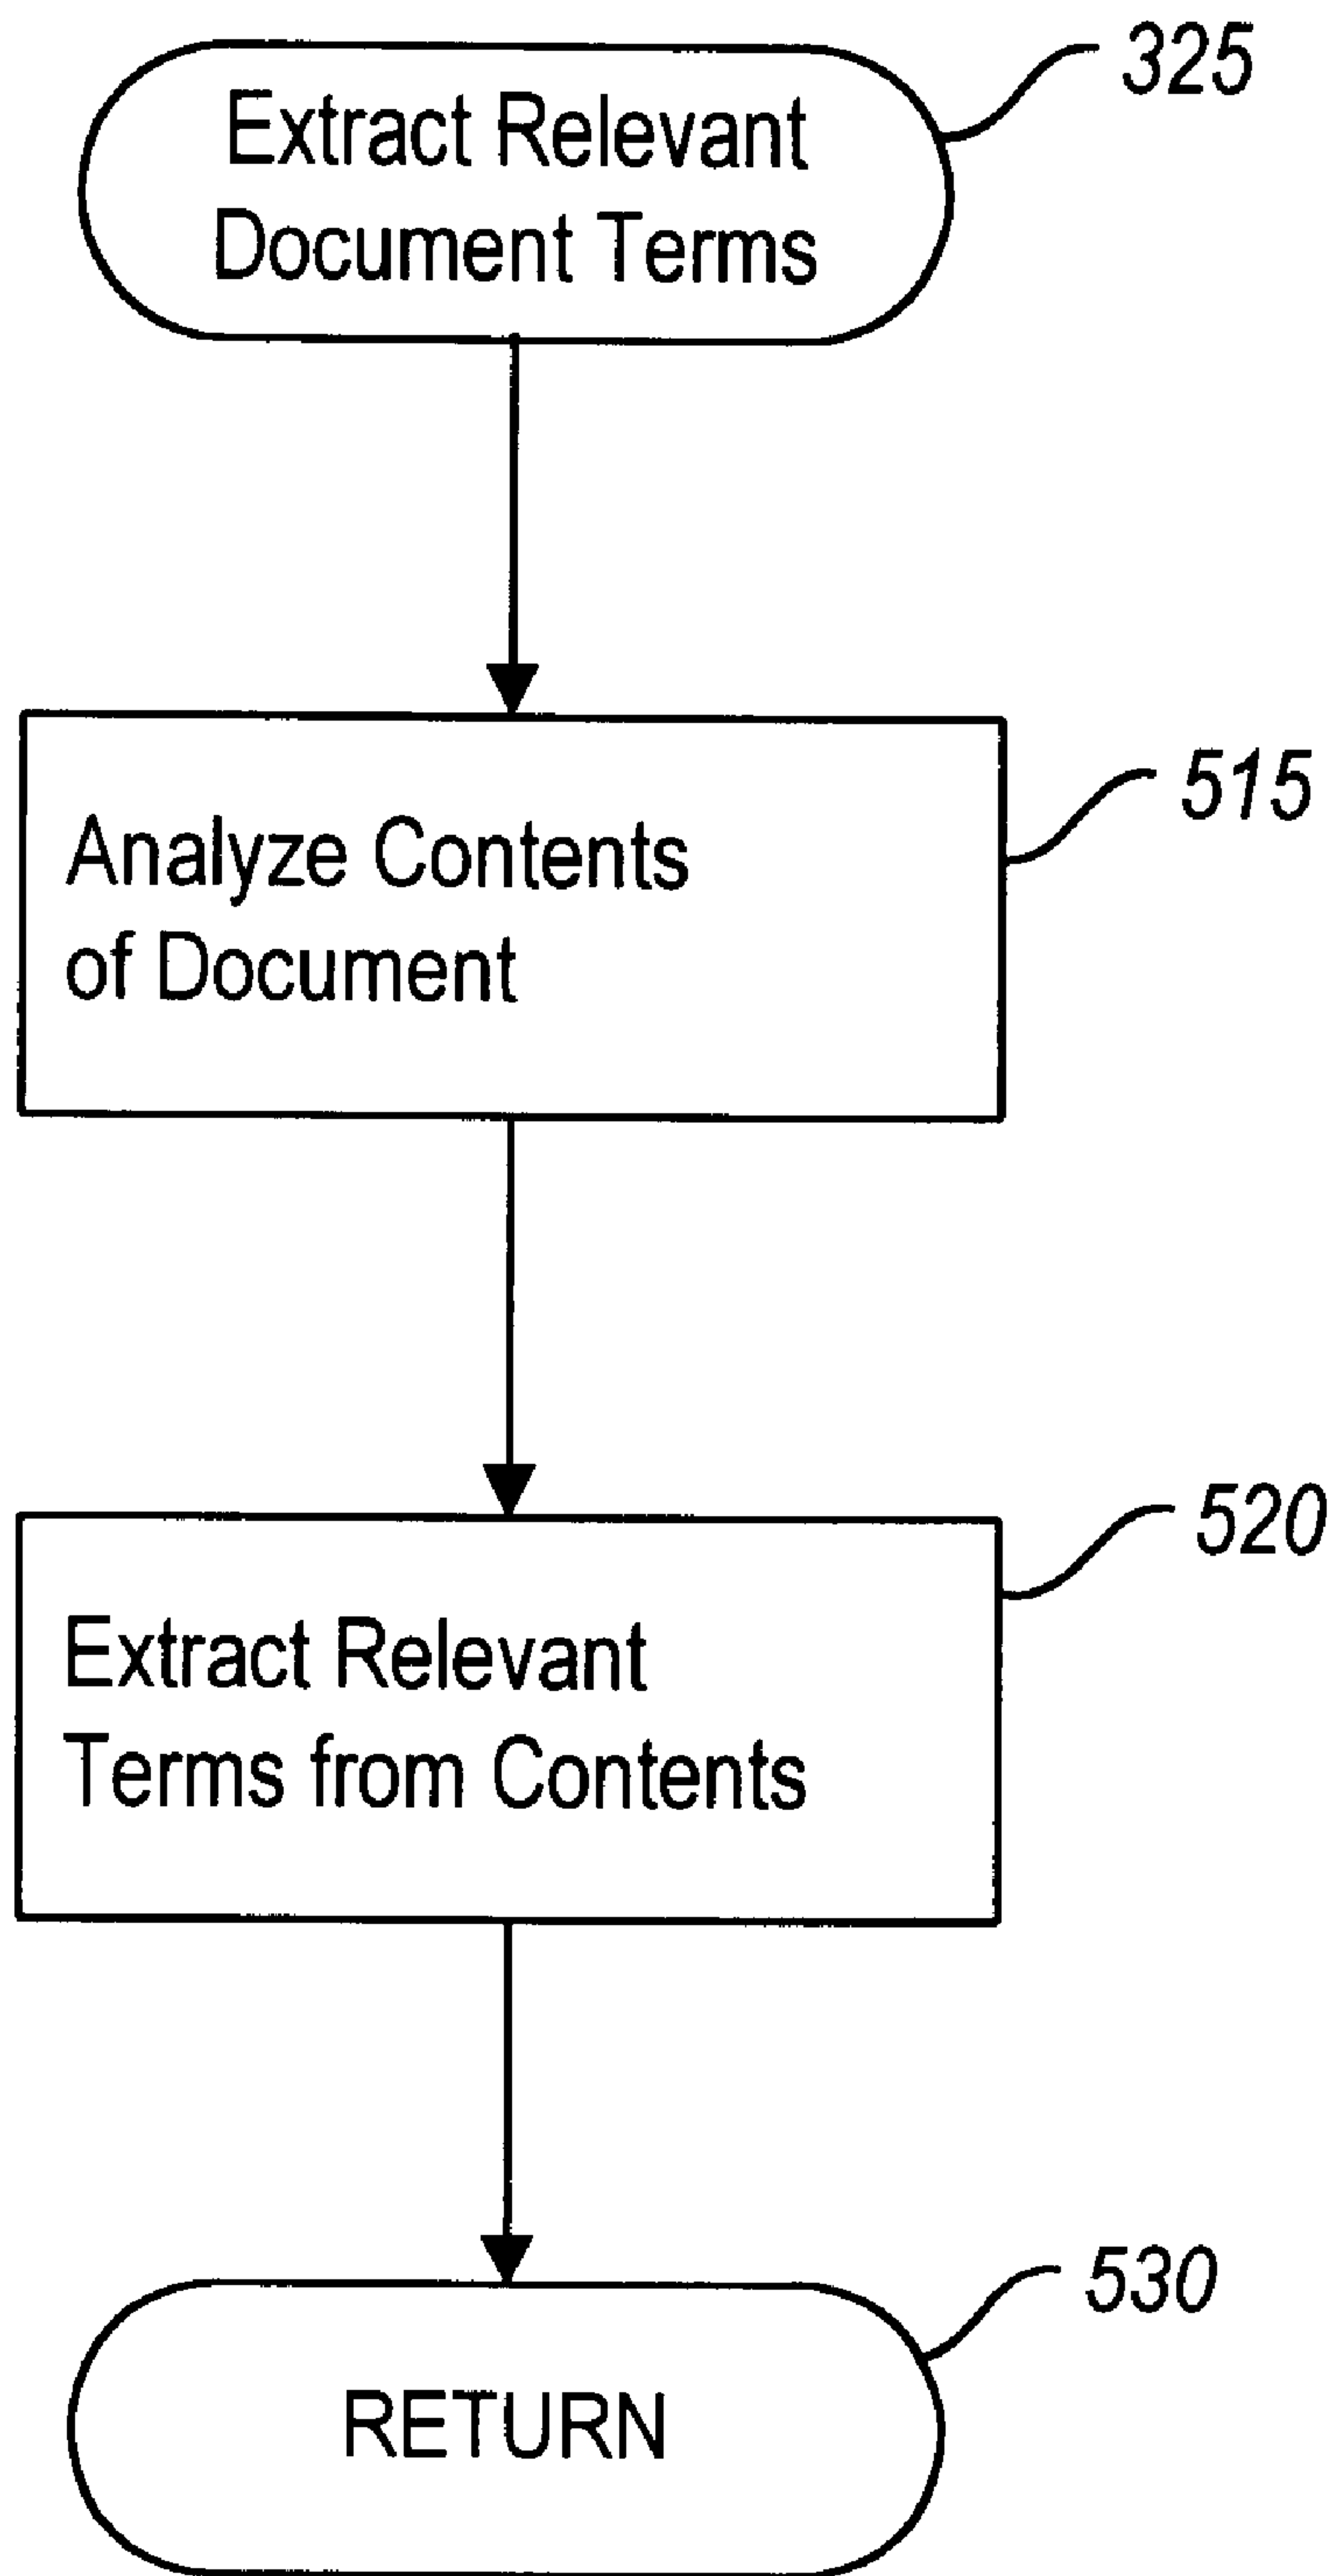 Extract Relevant
Document Terms
325
Analyze Contents
of Document
515
Extract Relevant
Terms from Contents
520
RETURN
530